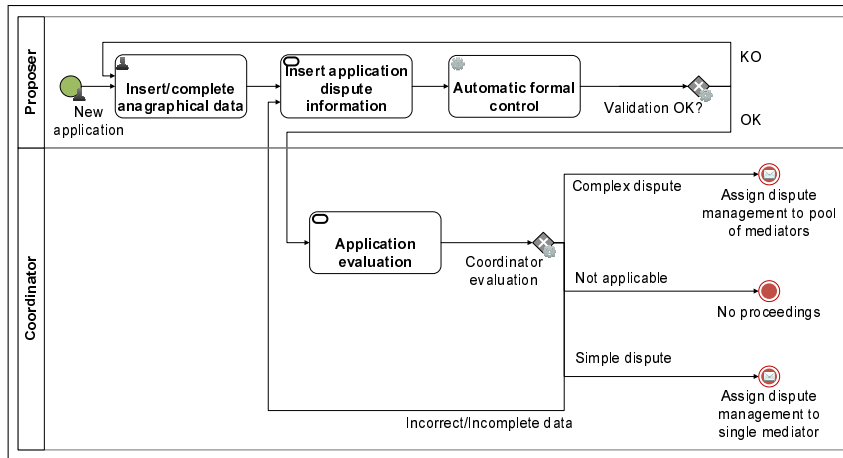 Proposer
New
application
Insert/complete
anagraphical data
Insert application
dispute
information
Automatic formal
control
Validation OK?
KO
OK
Coordinator
Application
evaluation
Coordinator
evaluation
Complex dispute
Assign dispute
management to pool
of mediators
Not applicable
No proceedings
Simple dispute
Assign dispute
management to
single mediator
Incorrect/Incomplete data